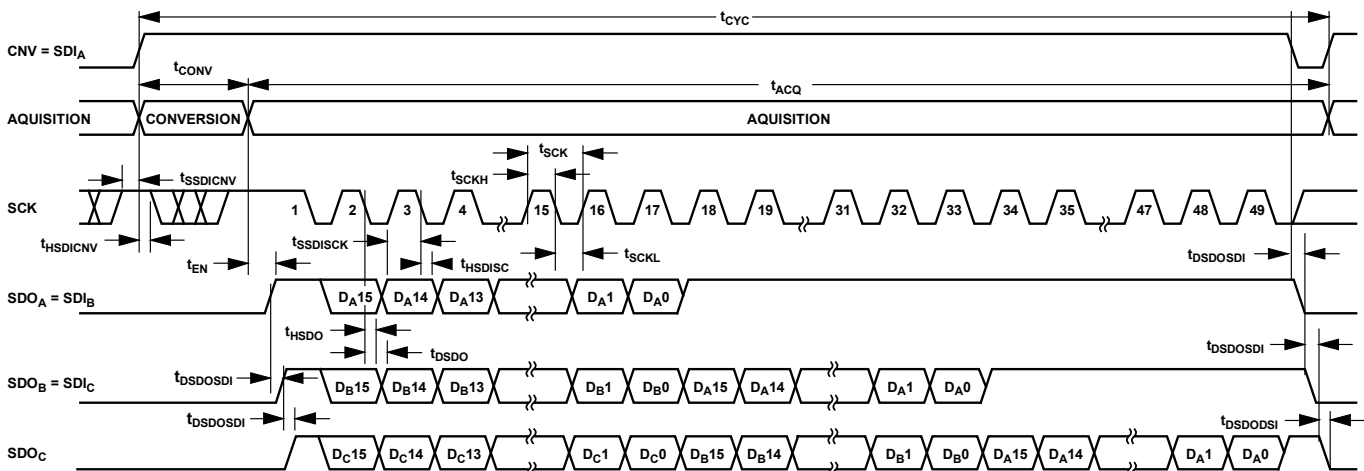 tCYC
CNV = SDIA
tCONV
tACQ
AQUISITION CONVERSION AQUISITION
tSCK
tSSDICNV
tSCKH
SCK 1 2 3 4 15 16 17 18 19 31 32 33 34 35 47 48 49
tHSDICNV
tSSDISCK
tEN
tHSDISC
tSCKL
tDSDOSDI
SDOA = SDIB DA15 DA14 DA13 DA1 DA0
tHSDO
tDSDO
tDSDOSDI
tDSDOSDI
SDOB = SDIC DB15 DB14 DB13 DB1 DB0 DA15 DA14 DA1 DA0
tDSDOSDI
tDSDODSI
SDOC DC15 DC14 DC13 DC1 DC0 DB15 DB14 DB1 DB0 DA15 DA14 DA1 DA0